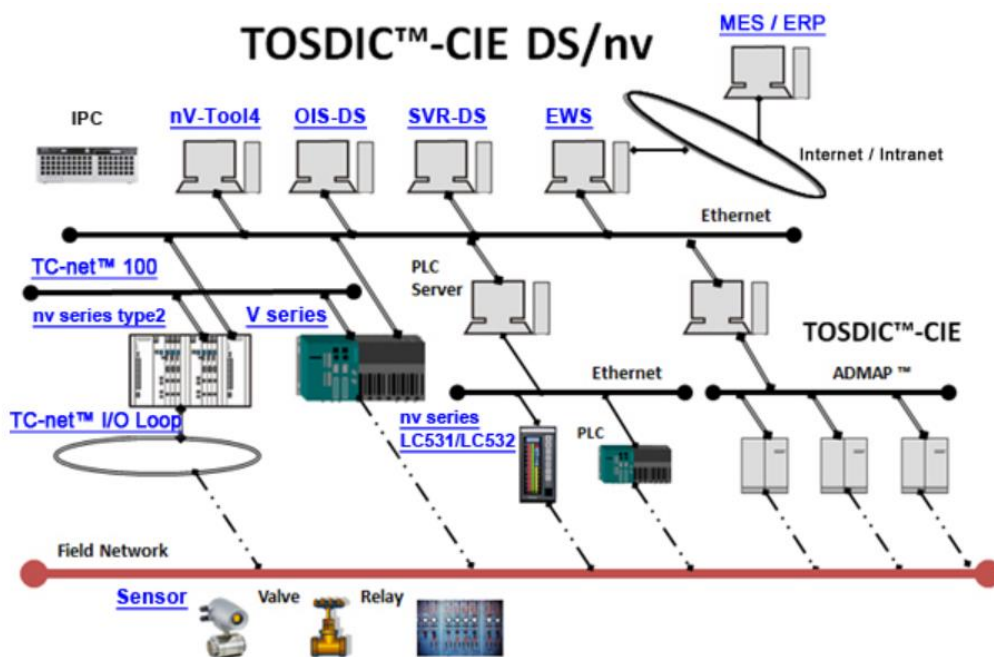 TOSDIC™-CIE DS/nv
MES / ERP
IPC
nV-Tool4
OIS-DS
SVR-DS
EWS
Internet / Intranet
Ethernet
TC-net™ 100
PLC
Server
nv series type2
V series
TOSDIC™-CIE
Ethernet
ADMAP ™
TC-net™ I/O Loop
nv series
LC531/LC532
PLC
Field Network
Sensor
Valve
Relay